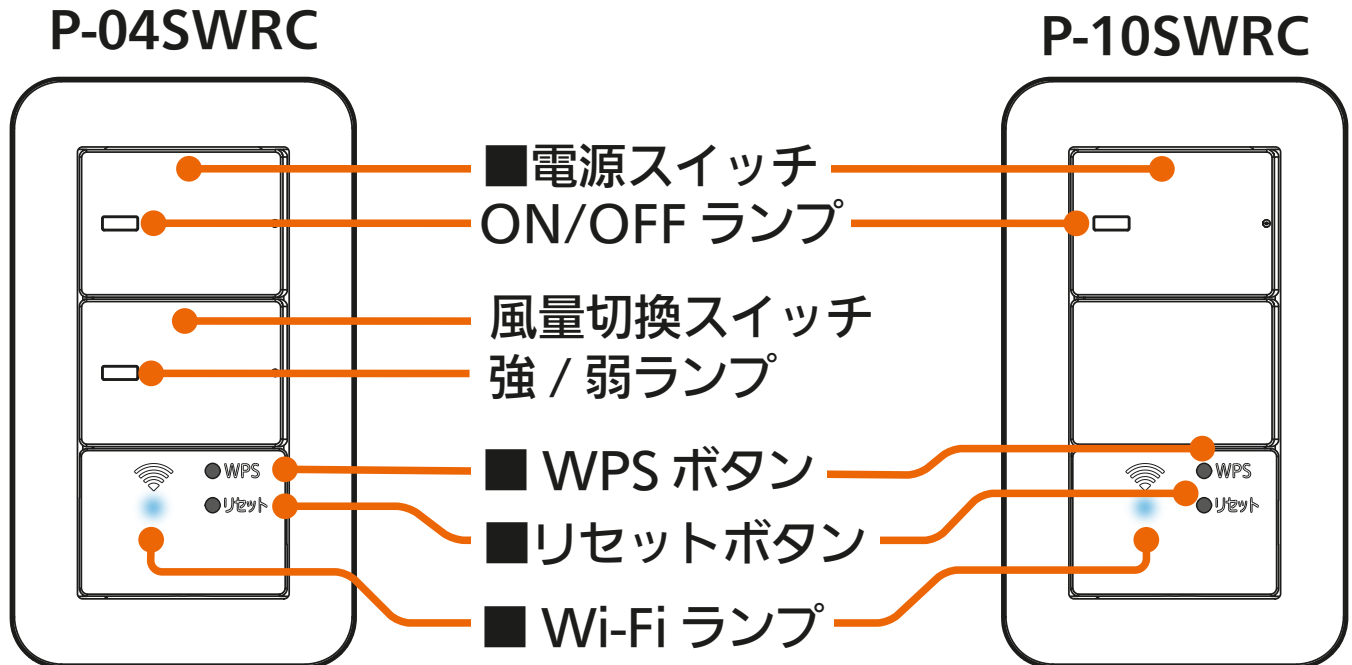 P-04SWRC
P-10SWRC
■電源スイッチ
ON/OFF ランプ
風量切換スイッチ
強 / 弱ランプ
■ WPS ボタン
■リセットボタン
■ Wi-Fi ランプ
WPS
リセット
WPS
リセット